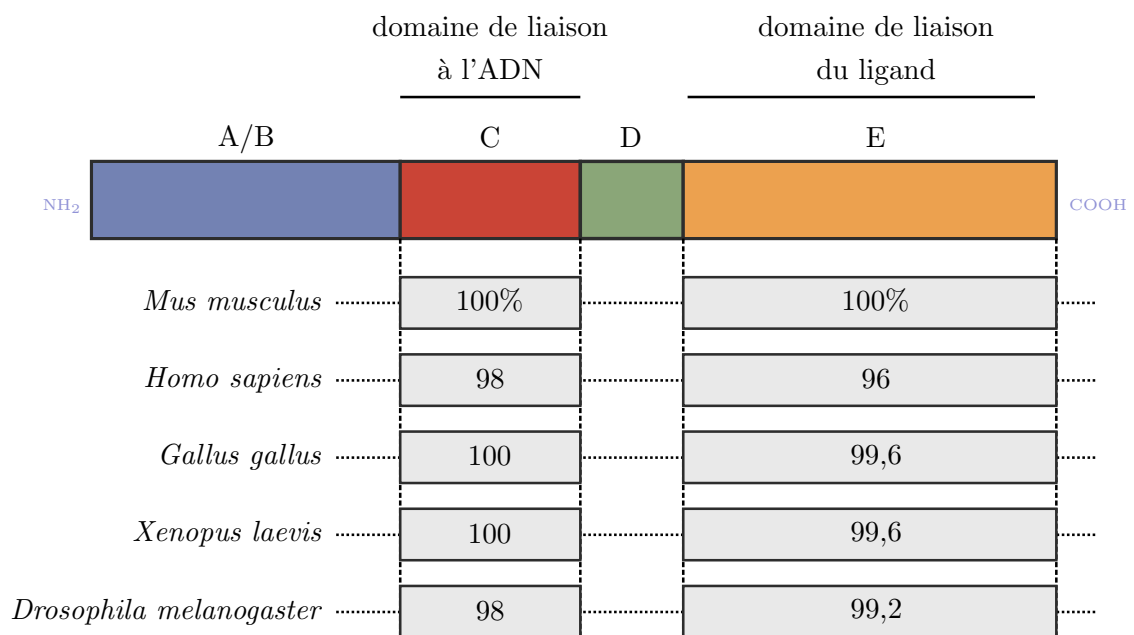 domaine de liaison à l'ADN
domaine de liaison du ligand
A/B C D E
NH₂ COOH
Mus musculus 100% 100%
Homo sapiens 98 96
Gallus gallus 100 99,6
Xenopus laevis 100 99,6
Drosophila melanogaster 98 99,2